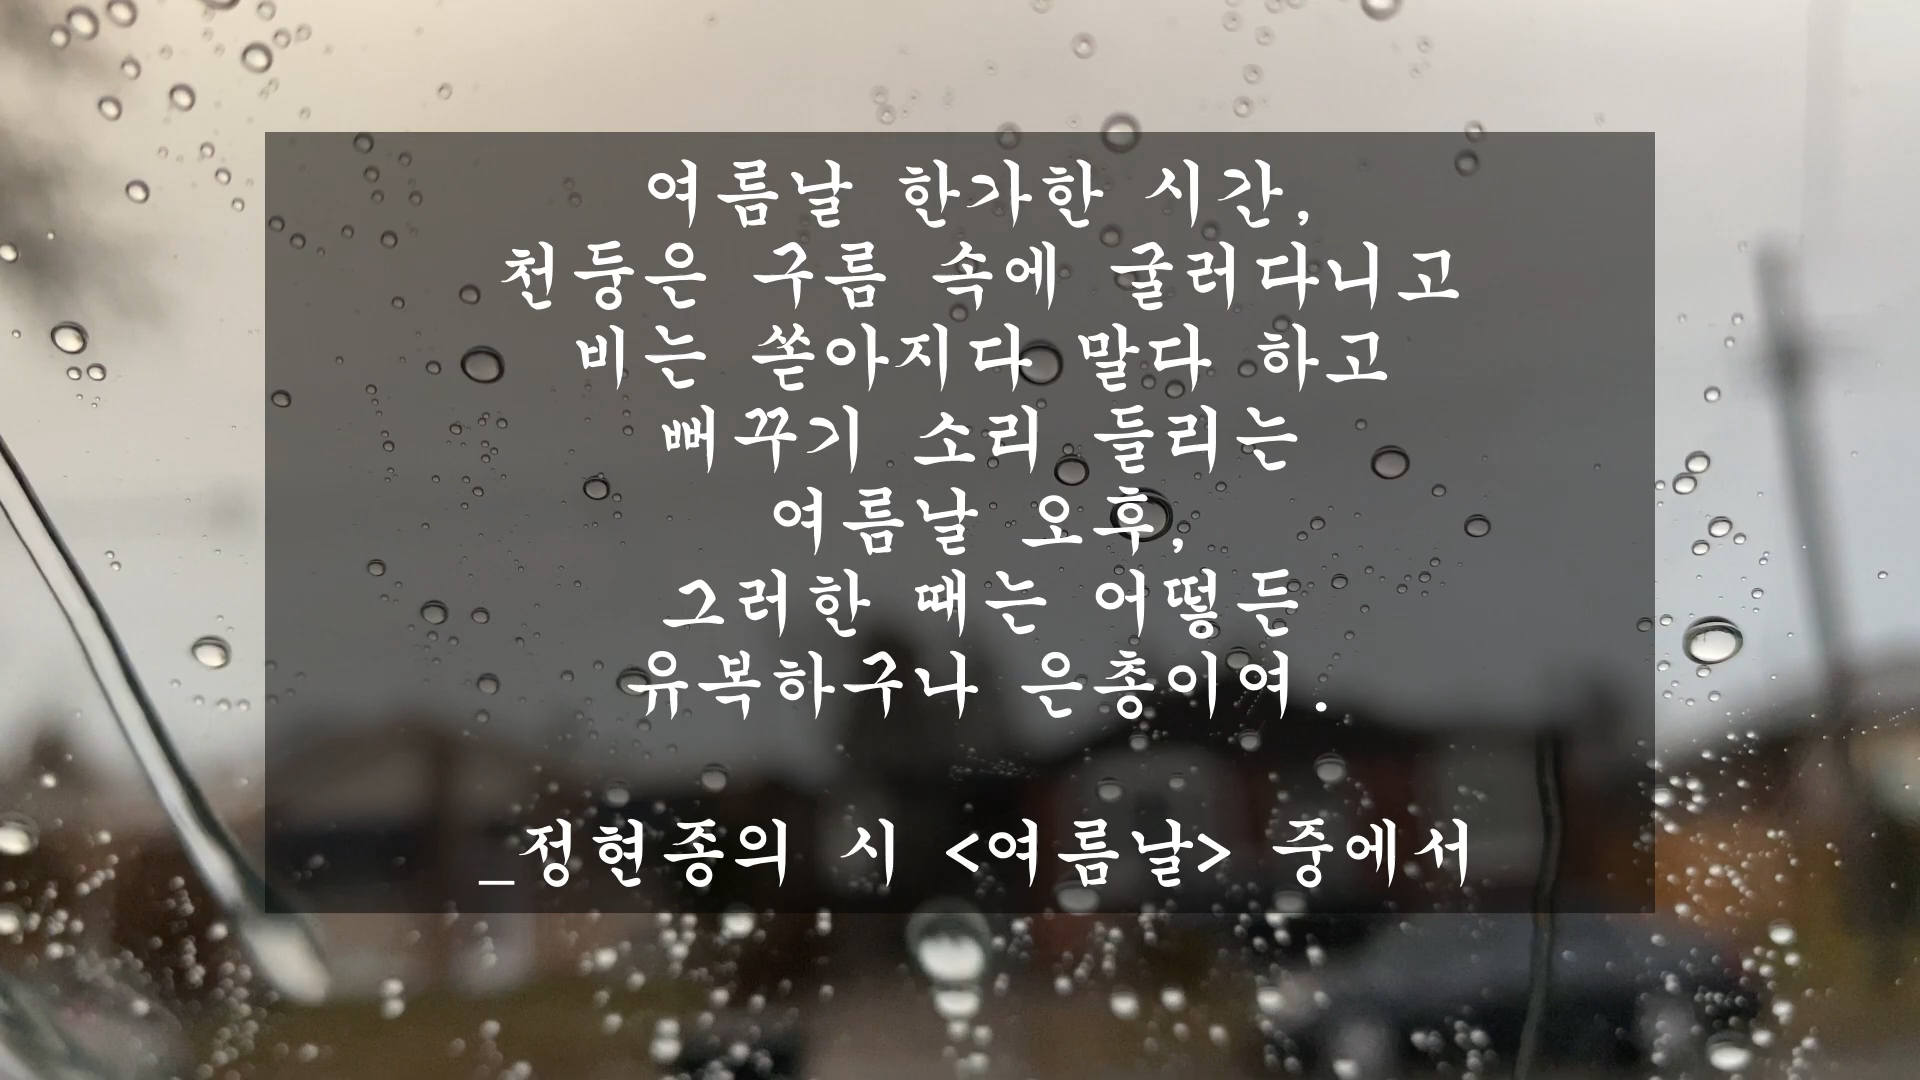 여름날 한가한 시간,
천둥은 구름 속에 굴러다니고
비는 쏟아지다 말다 하고
뻐꾸기 소리 들리는
여름날 오후,
그러한 때는 어떻든
유복하구나 은총이여.
_정현종의 시 <여름날> 중에서